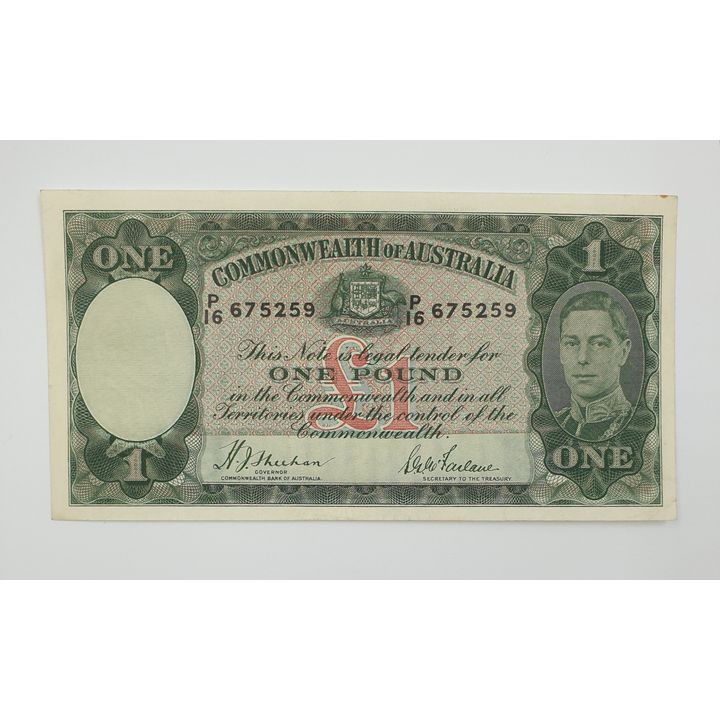 ONE
1
COMMONWEALTH OF AUSTRALIA
P/16 675259 P/16 675259
AUSTRALIA
This Note is legal tender for
ONE POUND
in the Commonwealth and in all
Territories under the control of the
Commonwealth.
£1
H.J. Sheehan
GOVERNOR
COMMONWEALTH BANK OF AUSTRALIA.
SECRETARY TO THE TREASURY.
1
ONE